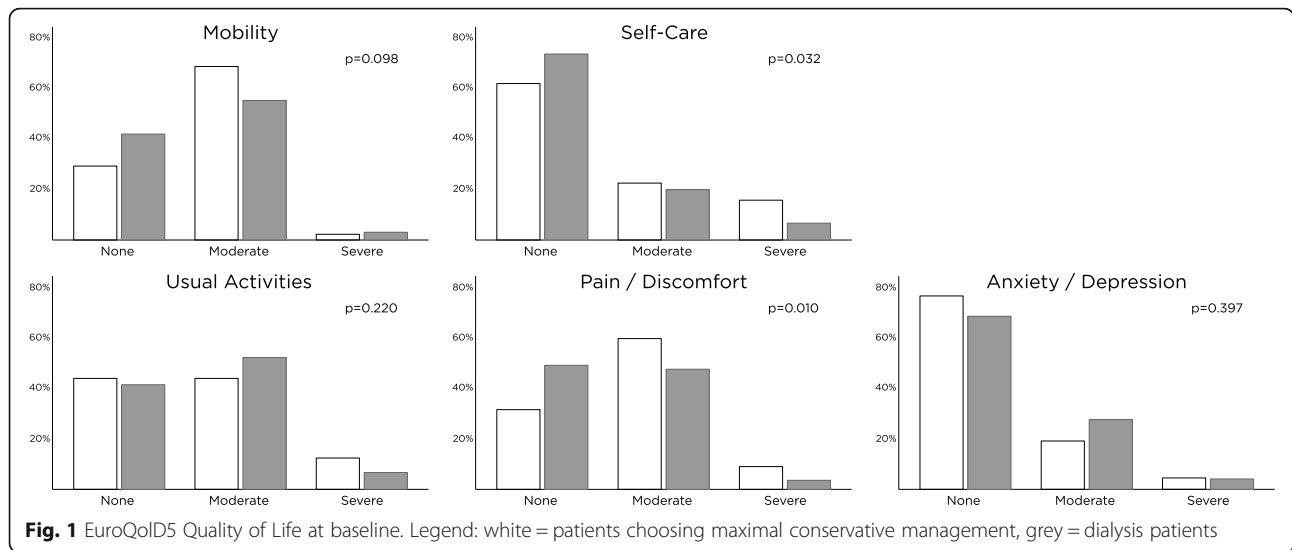 Mobility
80%
p=0.098
60%
40%
20%
None Moderate Severe
Self-Care
80%
p=0.032
60%
40%
20%
None Moderate Severe
Usual Activities
80%
p=0.220
60%
40%
20%
None Moderate Severe
Pain / Discomfort
80%
p=0.010
60%
40%
20%
None Moderate Severe
Anxiety / Depression
80%
p=0.397
60%
40%
20%
None Moderate Severe
Fig. 1 EuroQolD5 Quality of Life at baseline. Legend: white = patients choosing maximal conservative management, grey = dialysis patients